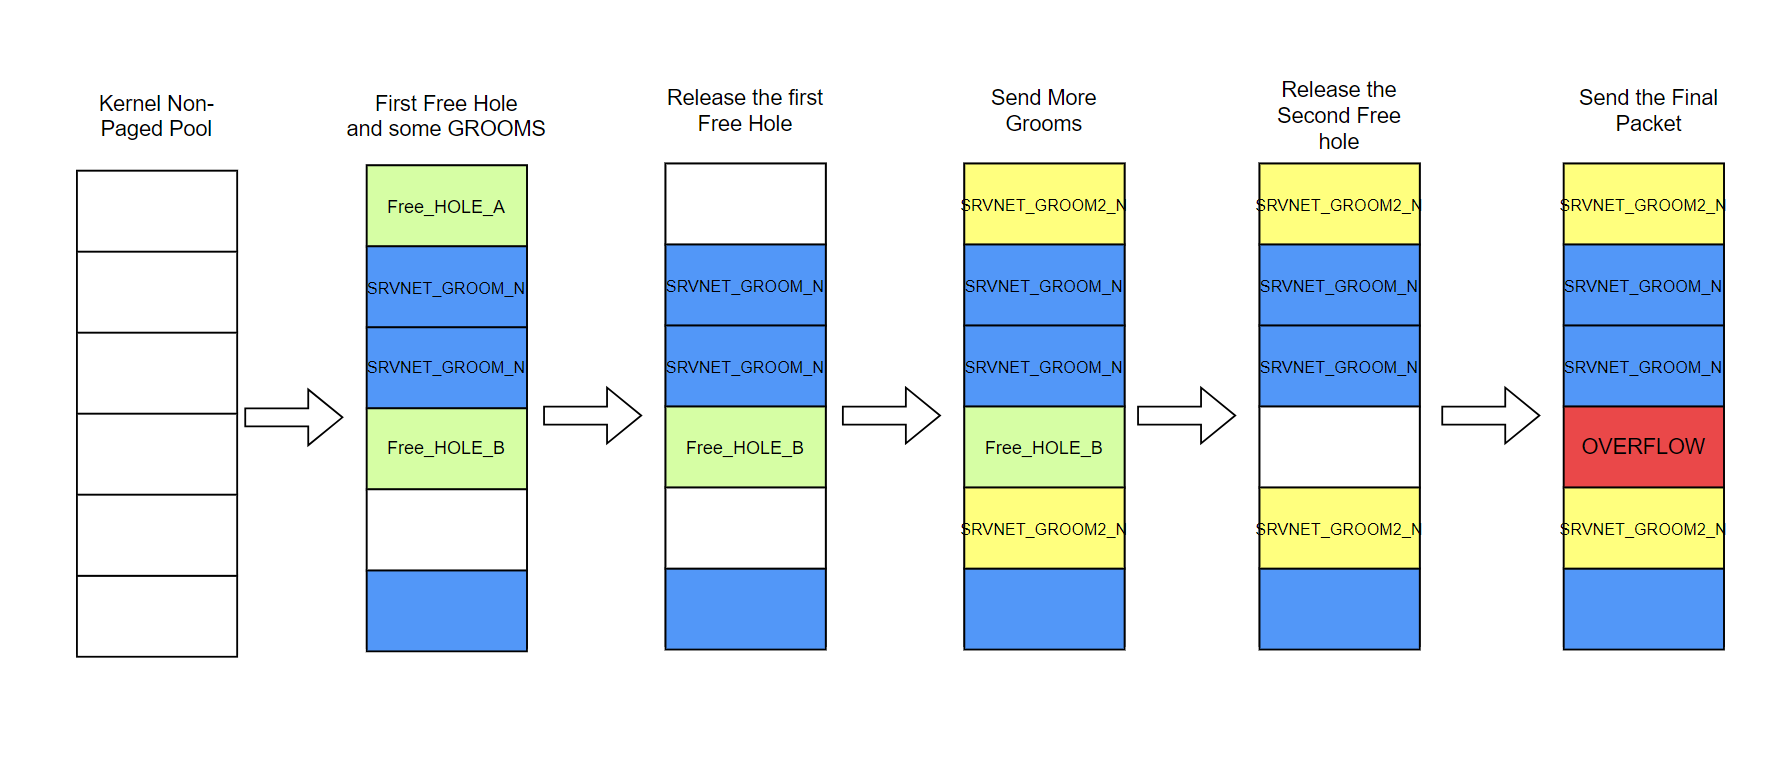 Kernel Non-
Paged Pool
First Free Hole
and some GROOMS
Free_HOLE_A
SRVNET_GROOM_N
SRVNET_GROOM_N
Free_HOLE_B
Release the first
Free Hole
SRVNET_GROOM_N
SRVNET_GROOM_N
Free_HOLE_B
Send More
Grooms
SRVNET_GROOM2_N
SRVNET_GROOM_N
SRVNET_GROOM_N
Free_HOLE_B
SRVNET_GROOM2_N
Release the
Second Free
hole
SRVNET_GROOM2_N
SRVNET_GROOM_N
SRVNET_GROOM_N
SRVNET_GROOM2_N
Send the Final
Packet
SRVNET_GROOM2_N
SRVNET_GROOM_N
SRVNET_GROOM_N
OVERFLOW
SRVNET_GROOM2_N